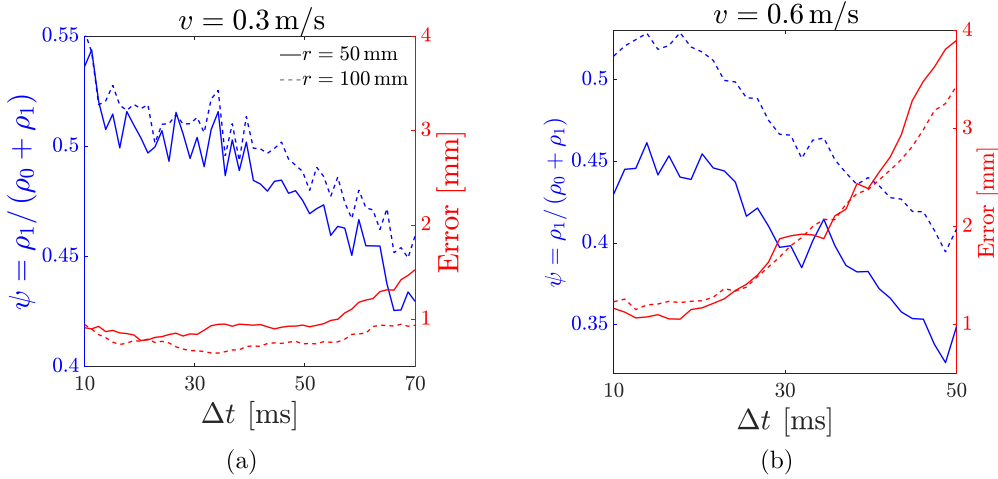 v = 0.3 m/s
0.55
0.5
0.45
0.4
ψ = ρ₁/ (ρ₀ + ρ₁)
r = 50 mm
r = 100 mm
4
3
2
1
Error [mm]
10
30
50
70
Δt [ms]
(a)
v = 0.6 m/s
0.5
0.45
0.4
0.35
ψ = ρ₁/ (ρ₀ + ρ₁)
4
3
2
1
Error [mm]
10
30
50
Δt [ms]
(b)